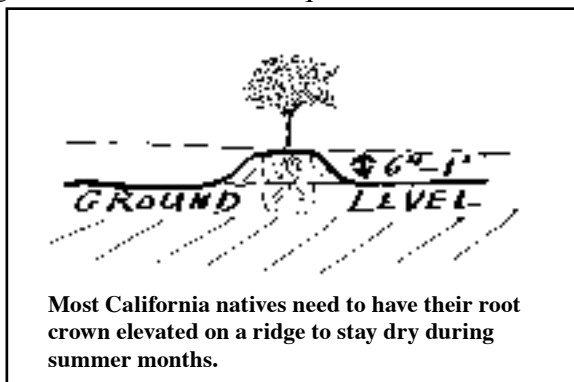 6"-1'
GROUND LEVEL
Most California natives need to have their root
crown elevated on a ridge to stay dry during
summer months.